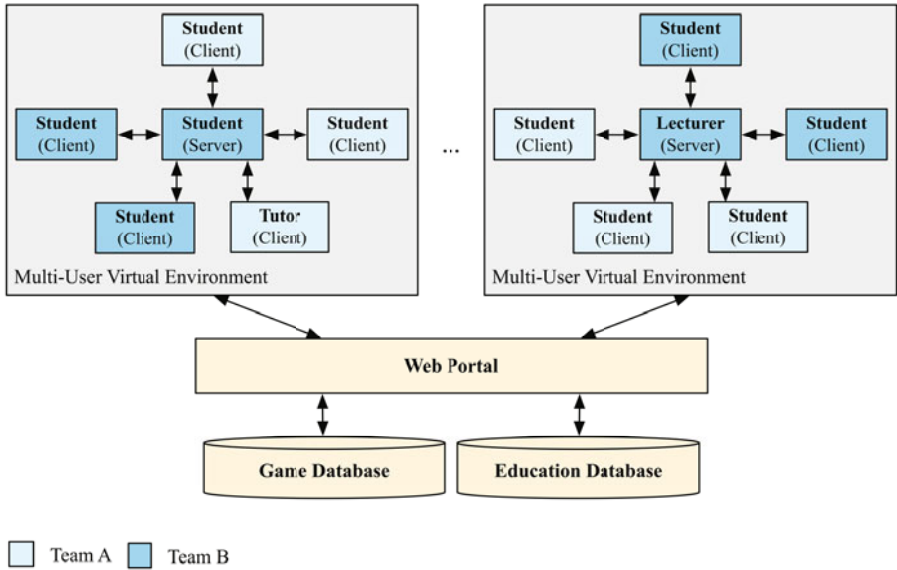 Student
(Client)
Student
(Client)
Student
(Server)
Student
(Client)
Student
(Client)
Tutor
(Client)
Multi-User Virtual Environment
...
Student
(Client)
Student
(Client)
Lecturer
(Server)
Student
(Client)
Student
(Client)
Student
(Client)
Multi-User Virtual Environment
Web Portal
Game Database
Education Database
Team A
Team B